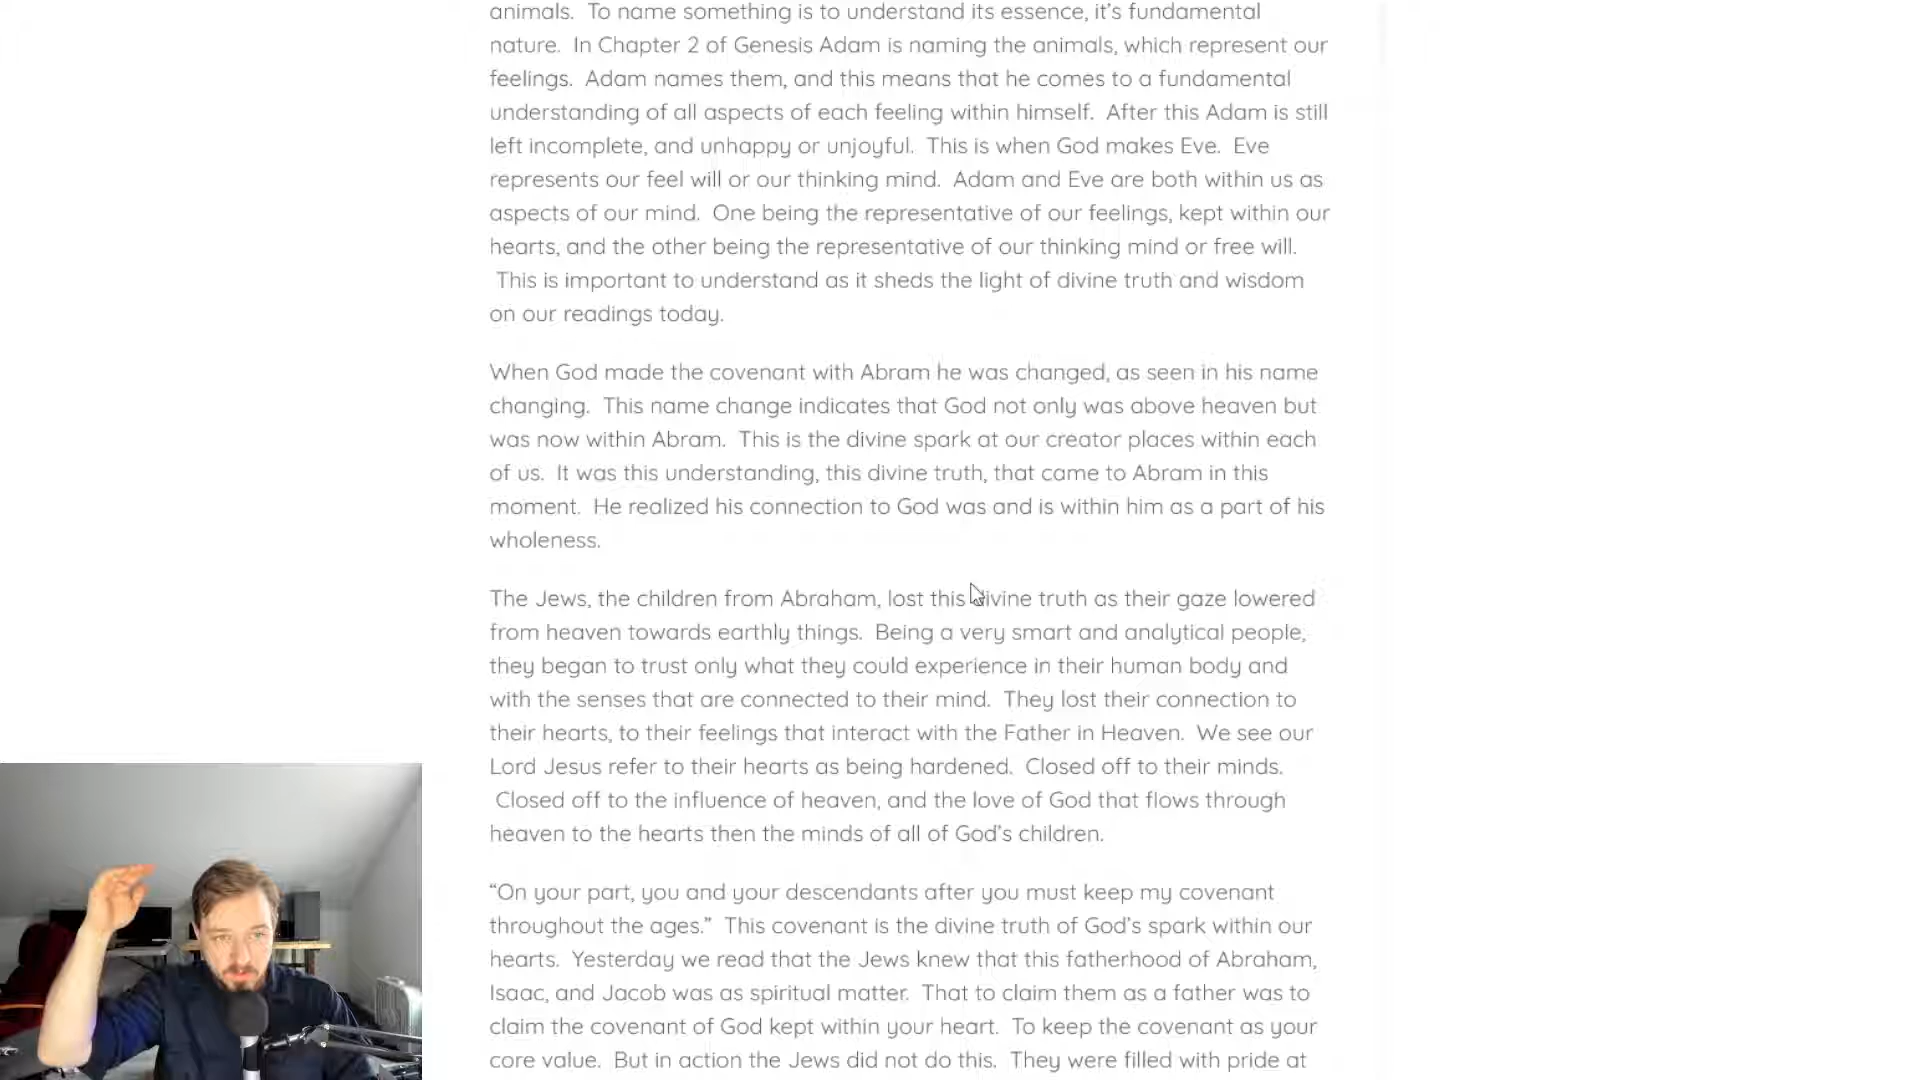 animals.  To name something is to understand its essence, it's fundamental
nature.  In Chapter 2 of Genesis Adam is naming the animals, which represent our
feelings.  Adam names them, and this means that he comes to a fundamental
understanding of all aspects of each feeling within himself.  After this Adam is still
left incomplete, and unhappy or unjoyful.  This is when God makes Eve.  Eve
represents our feel will or our thinking mind.  Adam and Eve are both within us as
aspects of our mind.  One being the representative of our feelings, kept within our
hearts, and the other being the representative of our thinking mind or free will.
This is important to understand as it sheds the light of divine truth and wisdom
on our readings today.
When God made the covenant with Abram he was changed, as seen in his name
changing.  This name change indicates that God not only was above heaven but
was now within Abram.  This is the divine spark at our creator places within each
of us.  It was this understanding, this divine truth, that came to Abram in this
moment.  He realized his connection to God was and is within him as a part of his
wholeness.
The Jews, the children from Abraham, lost this divine truth as their gaze lowered
from heaven towards earthly things.  Being a very smart and analytical people,
they began to trust only what they could experience in their human body and
with the senses that are connected to their mind.  They lost their connection to
their hearts, to their feelings that interact with the Father in Heaven.  We see our
Lord Jesus refer to their hearts as being hardened.  Closed off to their minds.
Closed off to the influence of heaven, and the love of God that flows through
heaven to the hearts then the minds of all of God's children.
“On your part, you and your descendants after you must keep my covenant
throughout the ages.”  This covenant is the divine truth of God's spark within our
hearts.  Yesterday we read that the Jews knew that this fatherhood of Abraham,
Isaac, and Jacob was as spiritual matter.  That to claim them as a father was to
claim the covenant of God kept within your heart.  To keep the covenant as your
core value.  But in action the Jews did not do this.  They were filled with pride at